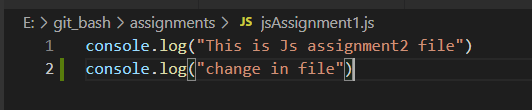 E: > git_bash > assignments > JS jsAssignment1.js
1 console.log("This is Js assignment2 file")
2 console.log("change in file")